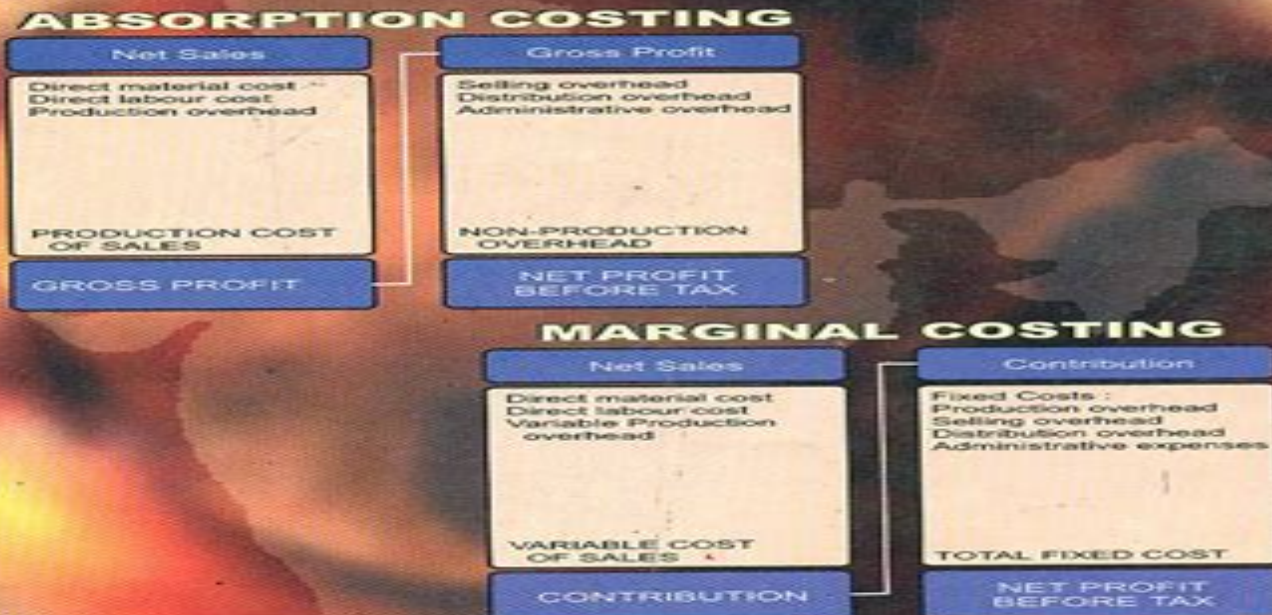 ABSORPTION COSTING
Net Sales
Direct material cost
Direct labour cost
Production overhead
PRODUCTION COST
OF SALES
GROSS PROFIT
Gross Profit
Selling overhead
Distribution overhead
Administrative overhead
NON-PRODUCTION
OVERHEAD
NET PROFIT
BEFORE TAX
MARGINAL COSTING
Net Sales
Direct material cost
Direct labour cost
Variable Production
overhead
VARIABLE COST
OF SALES
CONTRIBUTION
Contribution
Fixed Costs :
Production overhead
Selling overhead
Distribution overhead
Administrative expenses
TOTAL FIXED COST
NET PROFIT
BEFORE TAX